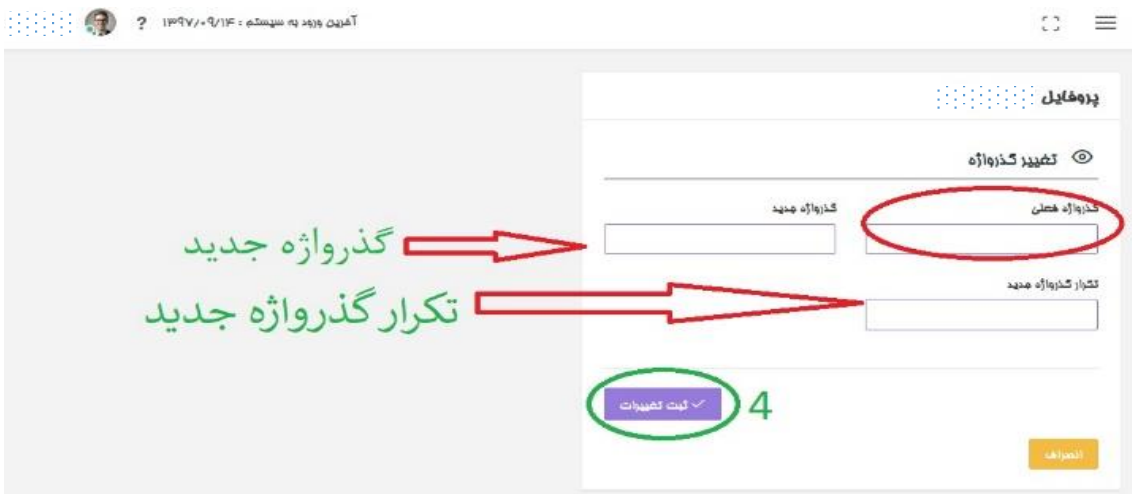 آخرین ورود به سیستم : ۱۳۹۷/۰۹/۱۴ ?
پروفایل
تغییر گذرواژه
گذرواژه فعلی
گذرواژه جدید
گذرواژه جدید
تکرار گذرواژه جدید
تکرار گذرواژه جدید
ثبت تغییرات
4
انصراف